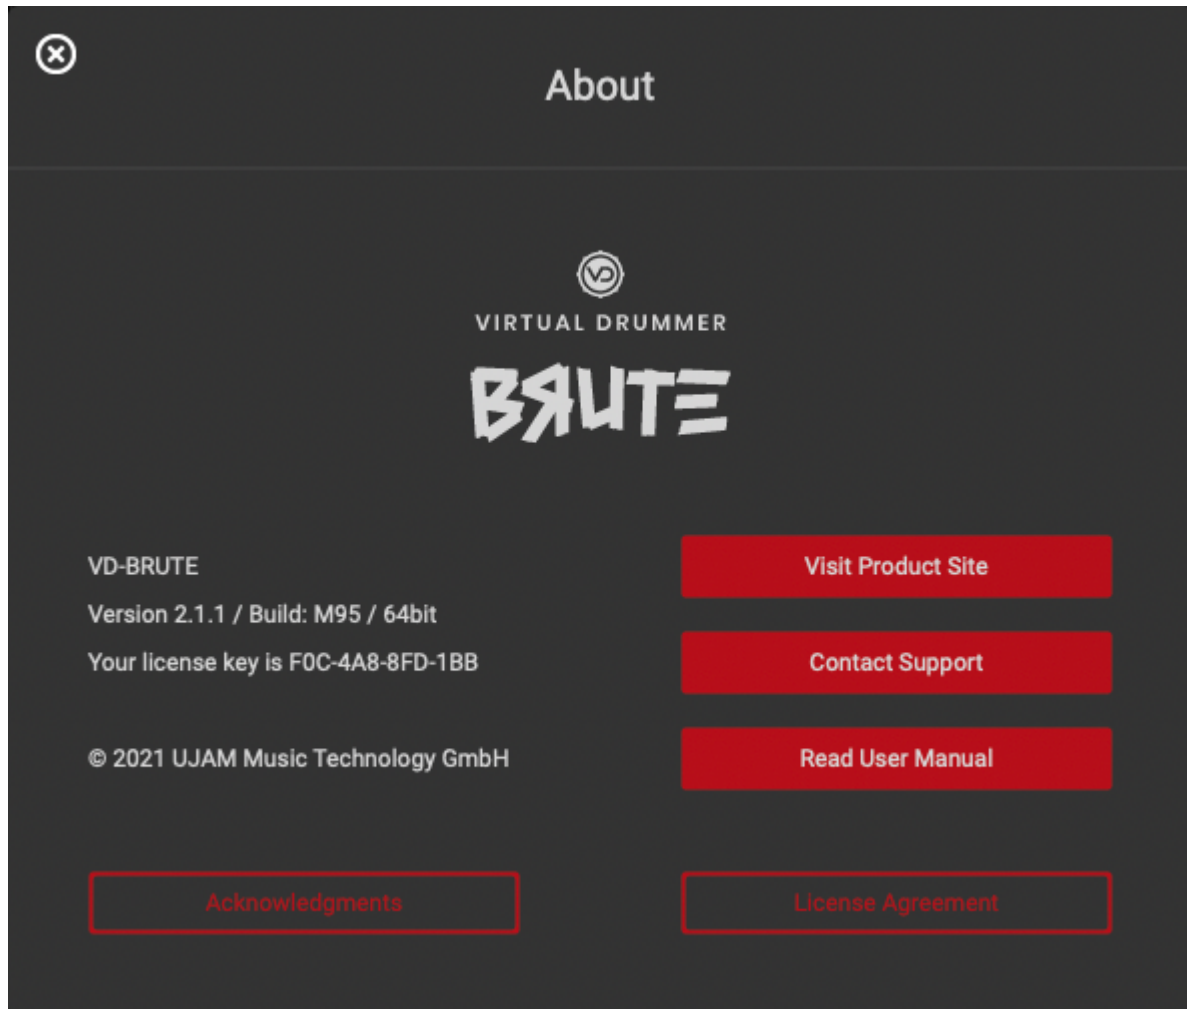 About
VD
VIRTUAL DRUMMER
BRUTE
VD-BRUTE
Visit Product Site
Version 2.1.1 / Build: M95 / 64bit
Your license key is F0C-4A8-8FD-1BB
Contact Support
© 2021 UJAM Music Technology GmbH
Read User Manual
Acknowledgments
License Agreement